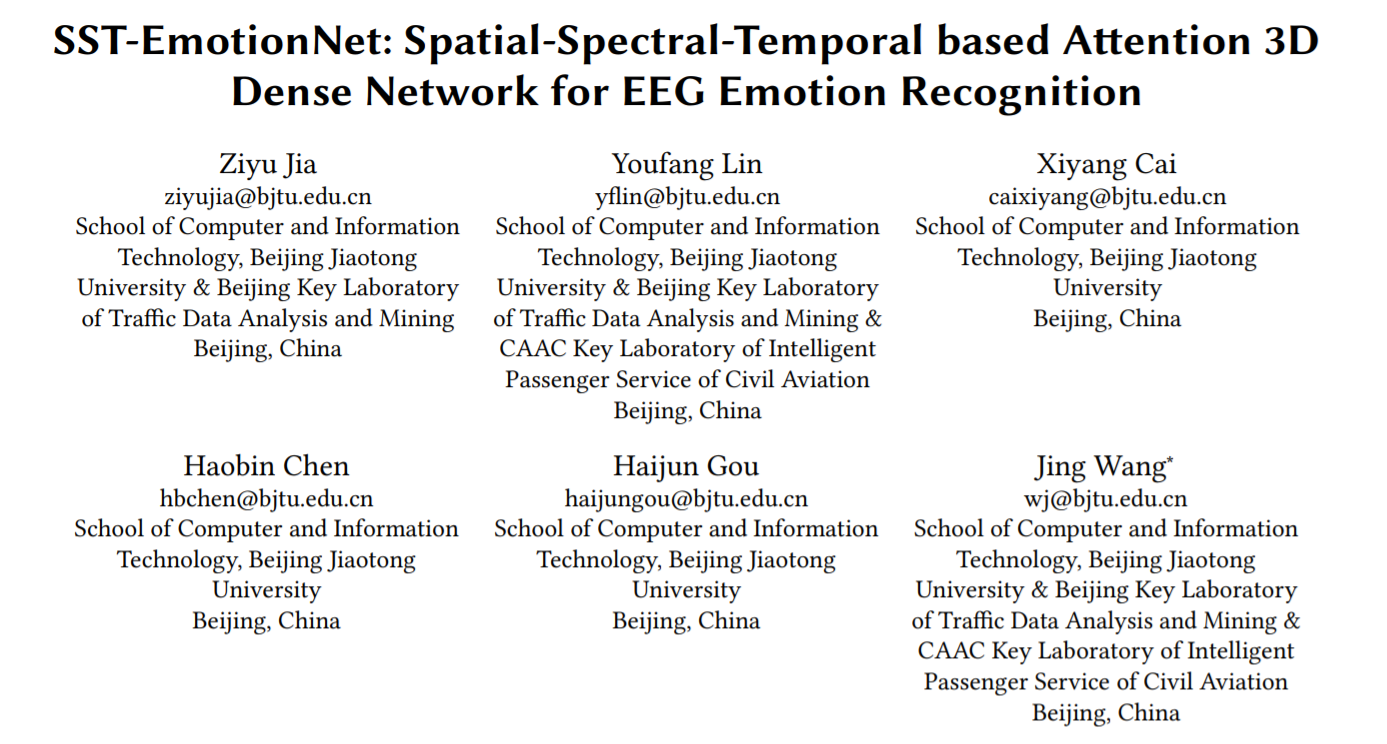 SST-EmotionNet: Spatial-Spectral-Temporal based Attention 3D
Dense Network for EEG Emotion Recognition
Ziyu Jia
ziyujia@bjtu.edu.cn
School of Computer and Information
Technology, Beijing Jiaotong
University & Beijing Key Laboratory
of Traffic Data Analysis and Mining
Beijing, China
Youfang Lin
yflin@bjtu.edu.cn
School of Computer and Information
Technology, Beijing Jiaotong
University & Beijing Key Laboratory
of Traffic Data Analysis and Mining &
CAAC Key Laboratory of Intelligent
Passenger Service of Civil Aviation
Beijing, China
Xiyang Cai
caixiyang@bjtu.edu.cn
School of Computer and Information
Technology, Beijing Jiaotong
University
Beijing, China
Haobin Chen
hbchen@bjtu.edu.cn
School of Computer and Information
Technology, Beijing Jiaotong
University
Beijing, China
Haijun Gou
haijungou@bjtu.edu.cn
School of Computer and Information
Technology, Beijing Jiaotong
University
Beijing, China
Jing Wang*
wj@bjtu.edu.cn
School of Computer and Information
Technology, Beijing Jiaotong
University & Beijing Key Laboratory
of Traffic Data Analysis and Mining &
CAAC Key Laboratory of Intelligent
Passenger Service of Civil Aviation
Beijing, China